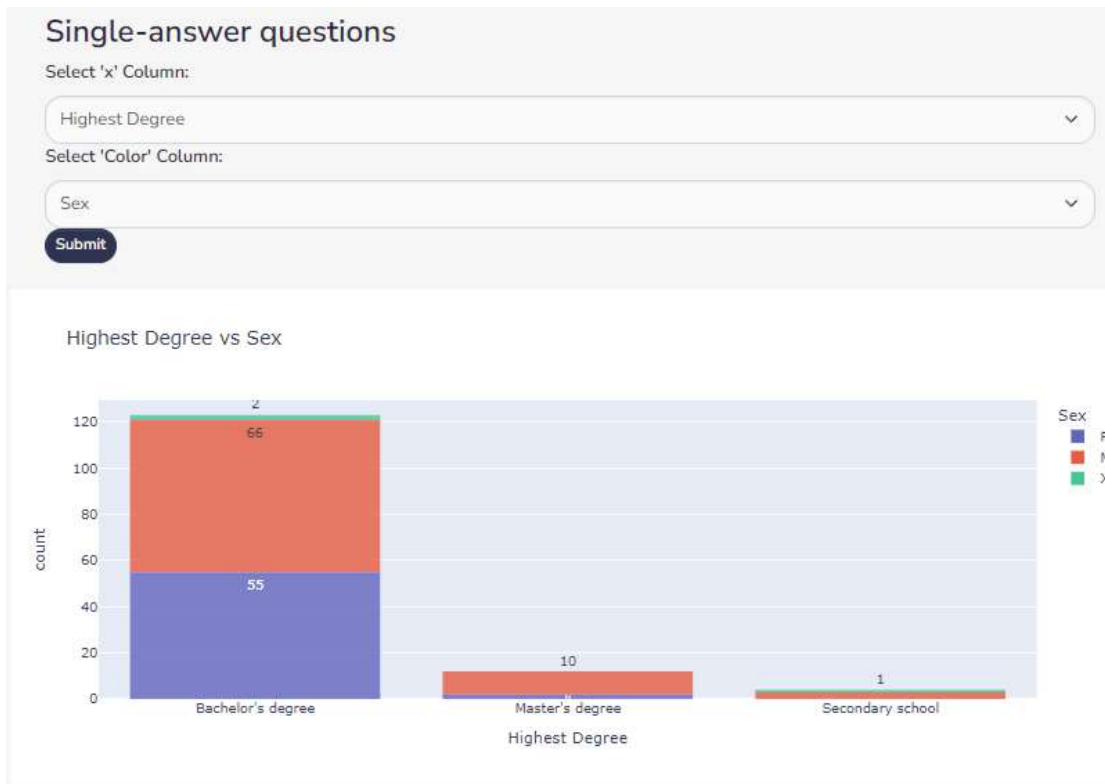 Single-answer questions
Select 'x' Column:
Highest Degree
Select 'Color' Column:
Sex
Submit
Highest Degree vs Sex
2
120
66
Sex
F
M
X
100
80
count
60
55
40
20
10
1
0
Bachelor's degree
Master's degree
Secondary school
Highest Degree